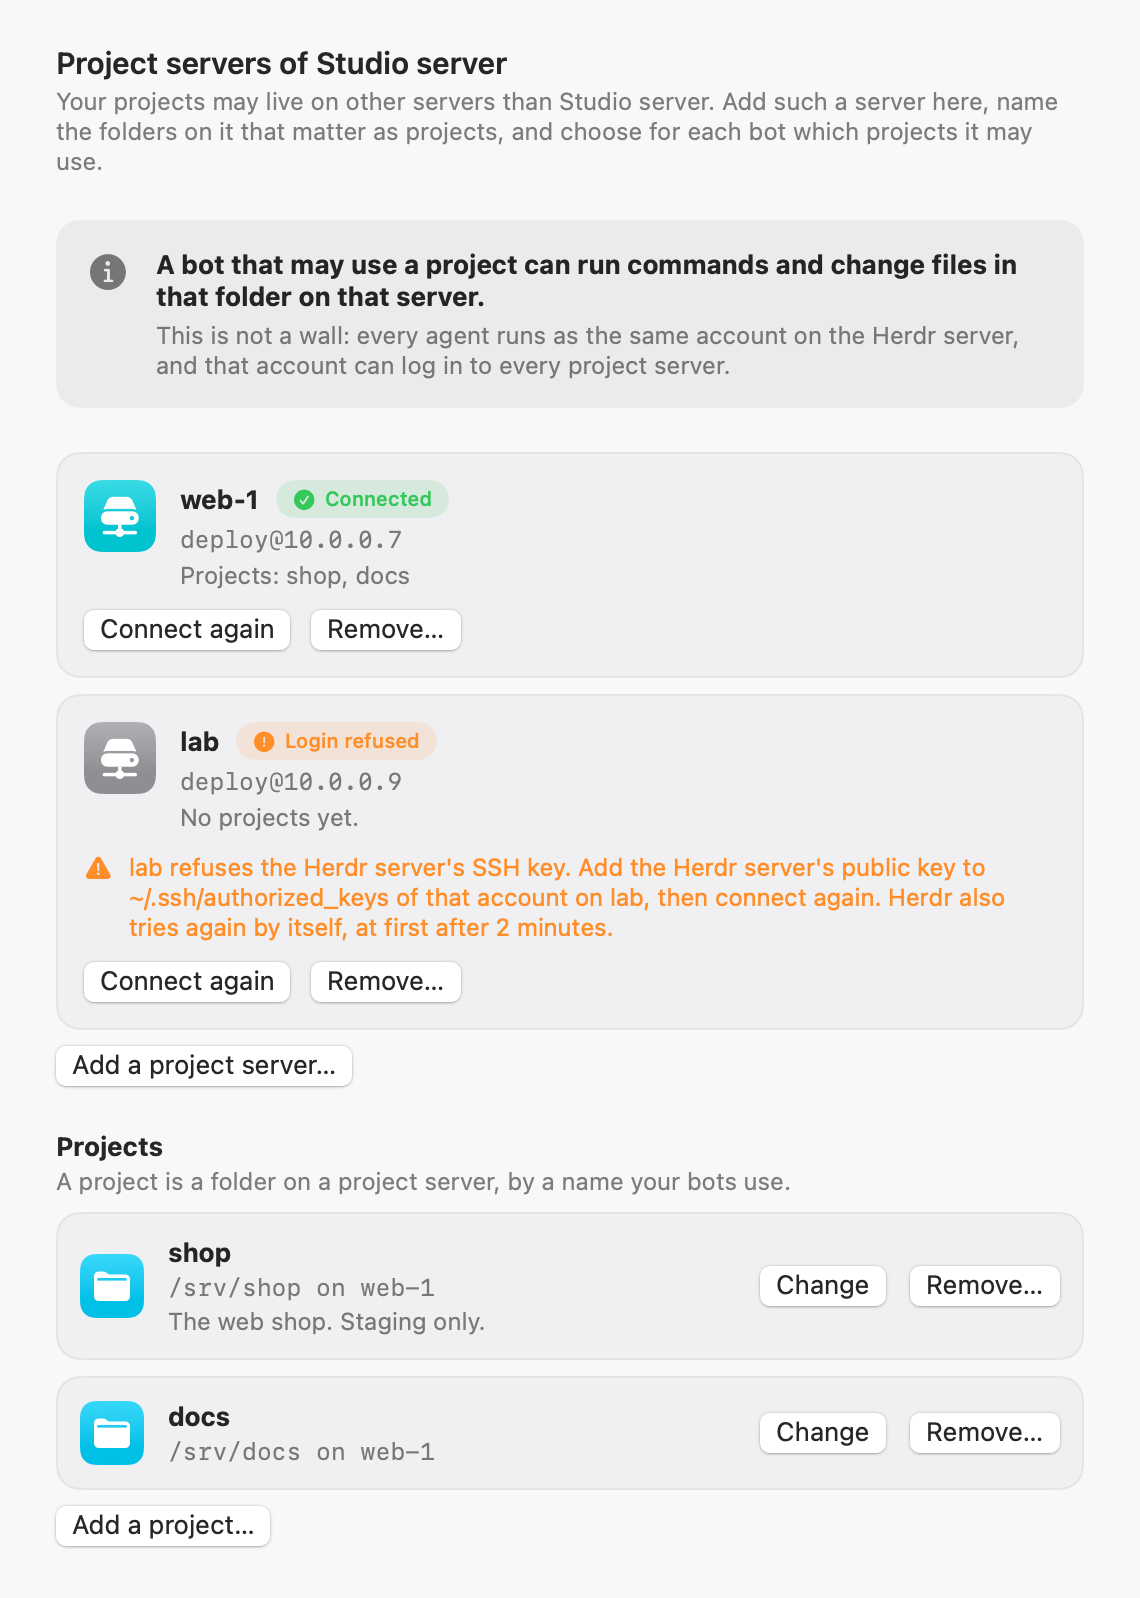 Project servers of Studio server
Your projects may live on other servers than Studio server. Add such a server here, name
the folders on it that matter as projects, and choose for each bot which projects it may
use.
A bot that may use a project can run commands and change files in
that folder on that server.
This is not a wall: every agent runs as the same account on the Herdr server,
and that account can log in to every project server.
web-1 Connected
deploy@10.0.0.7
Projects: shop, docs
Connect again Remove...
lab Login refused
deploy@10.0.0.9
No projects yet.
lab refuses the Herdr server's SSH key. Add the Herdr server's public key to
~/.ssh/authorized_keys of that account on lab, then connect again. Herdr also
tries again by itself, at first after 2 minutes.
Connect again Remove...
Add a project server...
Projects
A project is a folder on a project server, by a name your bots use.
shop
/srv/shop on web-1
The web shop. Staging only.
Change Remove...
docs
/srv/docs on web-1
Change Remove...
Add a project...